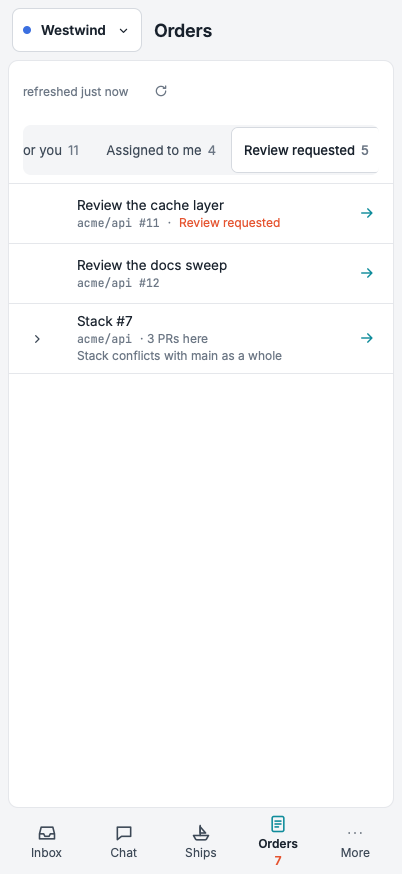 Westwind
Orders
refreshed just now
or you 11
Assigned to me 4
Review requested 5
Review the cache layer
acme/api #11 · Review requested
Review the docs sweep
acme/api #12
Stack #7
acme/api · 3 PRs here
Stack conflicts with main as a whole
Inbox
Chat
Ships
Orders
7
More